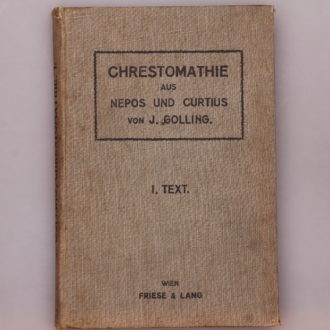 CHRESTOMATHIE
AUS
NEPOS UND CURTIUS
VON J. GOLLING.
I. TEXT.
WIEN
FRIESE & LANG